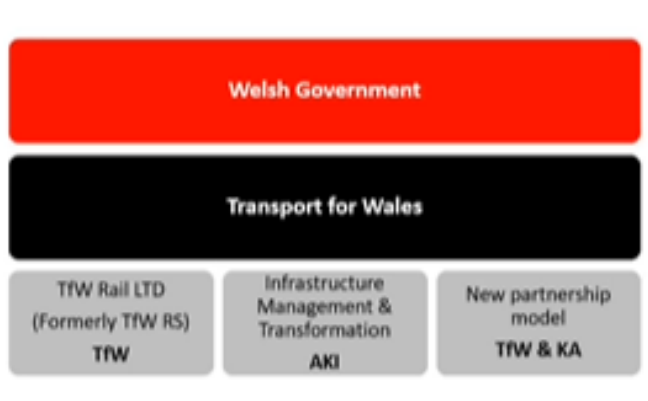 Welsh Government
Transport for Wales
TfW Rail LTD
(Formerly TfW RS)
TfW
Infrastructure
Management &
Transformation
AKI
New partnership
model
TfW & KA